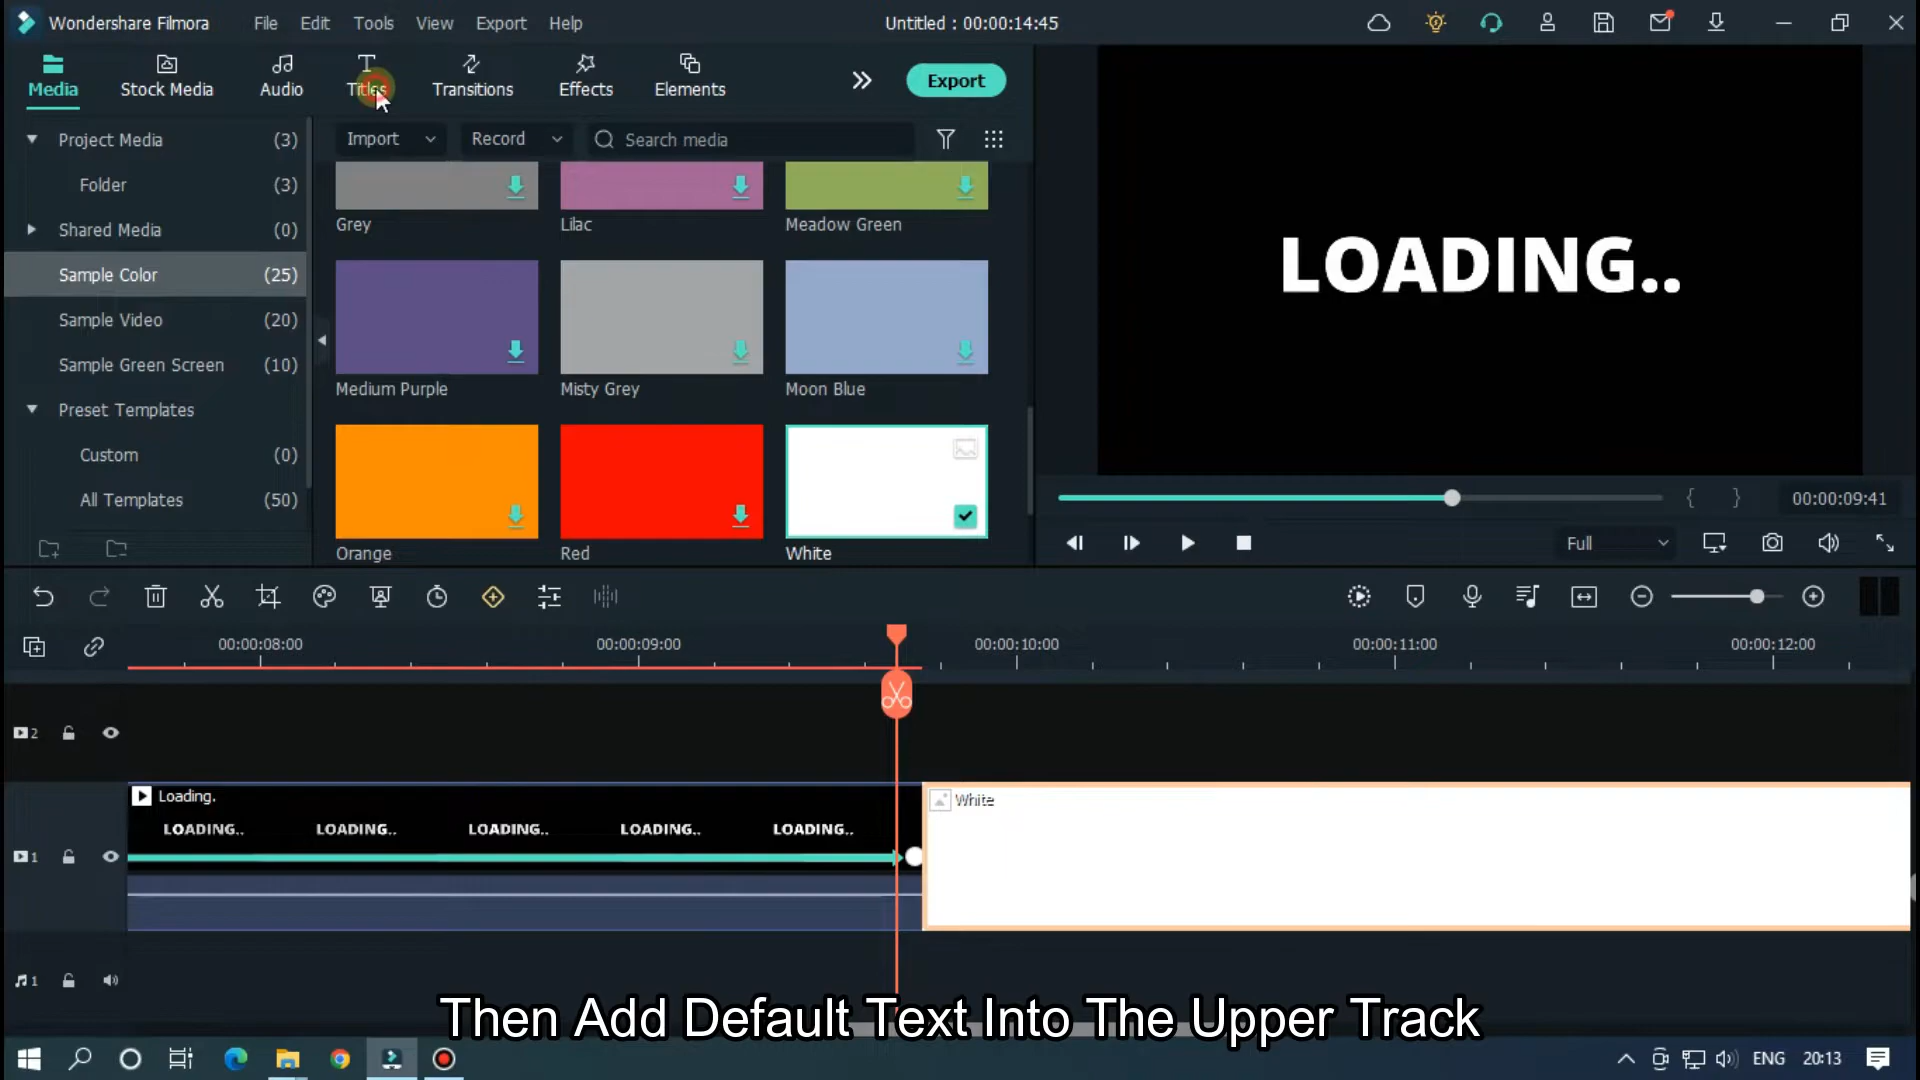 Wondershare Filmora
File
Edit
Tools
View
Export
Help
Untitled : 00:00:14:45
Media
Stock Media
Audio
Titles
Transitions
Effects
Elements
Export
Project Media (3)
Folder (3)
Shared Media (0)
Sample Color (25)
Sample Video (20)
Sample Green Screen (10)
Preset Templates
Custom (0)
All Templates (50)
Import
Record
Search media
Grey
Lilac
Meadow Green
Medium Purple
Misty Grey
Moon Blue
Orange
Red
White
LOADING..
{ }
00:00:09:41
Full
00:00:08:00
00:00:09:00
00:00:10:00
00:00:11:00
00:00:12:00
2
Loading.
LOADING.. LOADING.. LOADING.. LOADING.. LOADING..
White
1
1
Then Add Default Text Into The Upper Track
ENG
20:13